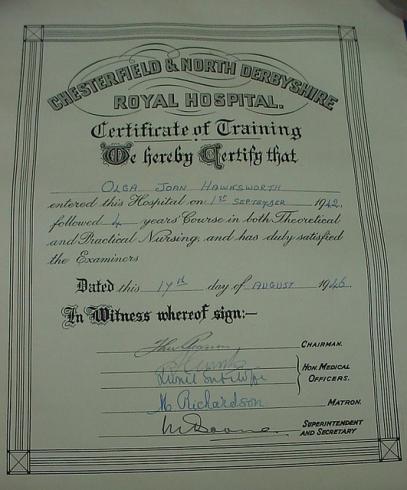 CHESTERFIELD & NORTH DERBYSHIRE
ROYAL HOSPITAL.
Certificate of Training
We hereby Certify that
OLGA JOAN HAWKSWORTH
entered this Hospital on 1st SEPTEMBER 1942,
followed 4 years' Course in both Theoretical
and Practical Nursing, and has duly satisfied
the Examiners
Dated this 17th day of AUGUST 1946.
In Witness whereof sign:—
CHAIRMAN.
HON. MEDICAL
OFFICERS.
M Richardson MATRON.
SUPERINTENDENT
AND SECRETARY